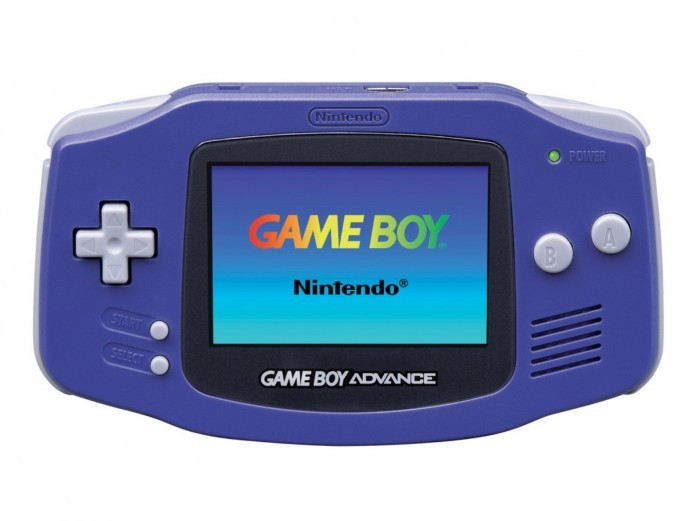 Nintendo
POWER
GAME BOY®
Nintendo®
A
B
START
SELECT
GAME BOY ADVANCE